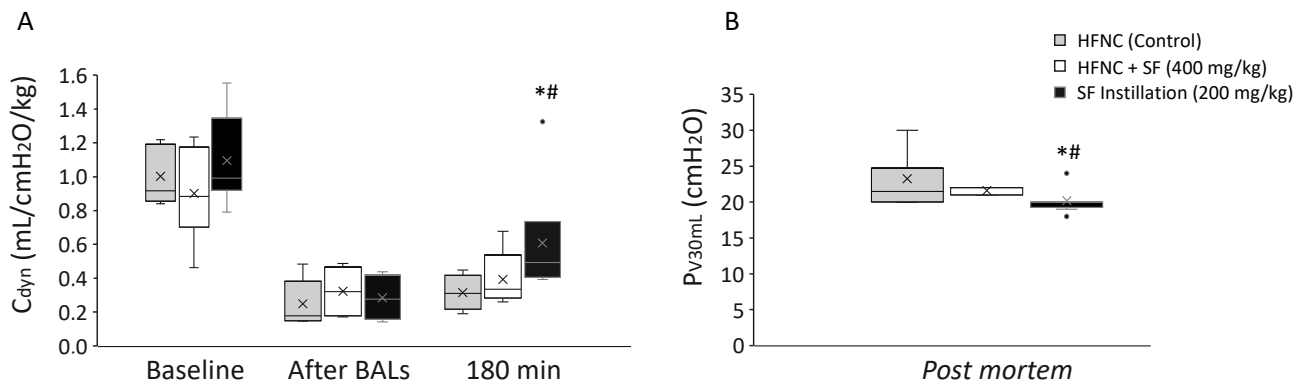 A
Cdyn (mL/cmH2O/kg)
1.6
1.4
1.2
1.0
0.8
0.6
0.4
0.2
0.0
*#
Baseline
After BALs
180 min
B
HFNC (Control)
HFNC + SF (400 mg/kg)
SF Instillation (200 mg/kg)
PV30mL (cmH2O)
35
30
25
20
15
10
5
0
*#
Post mortem